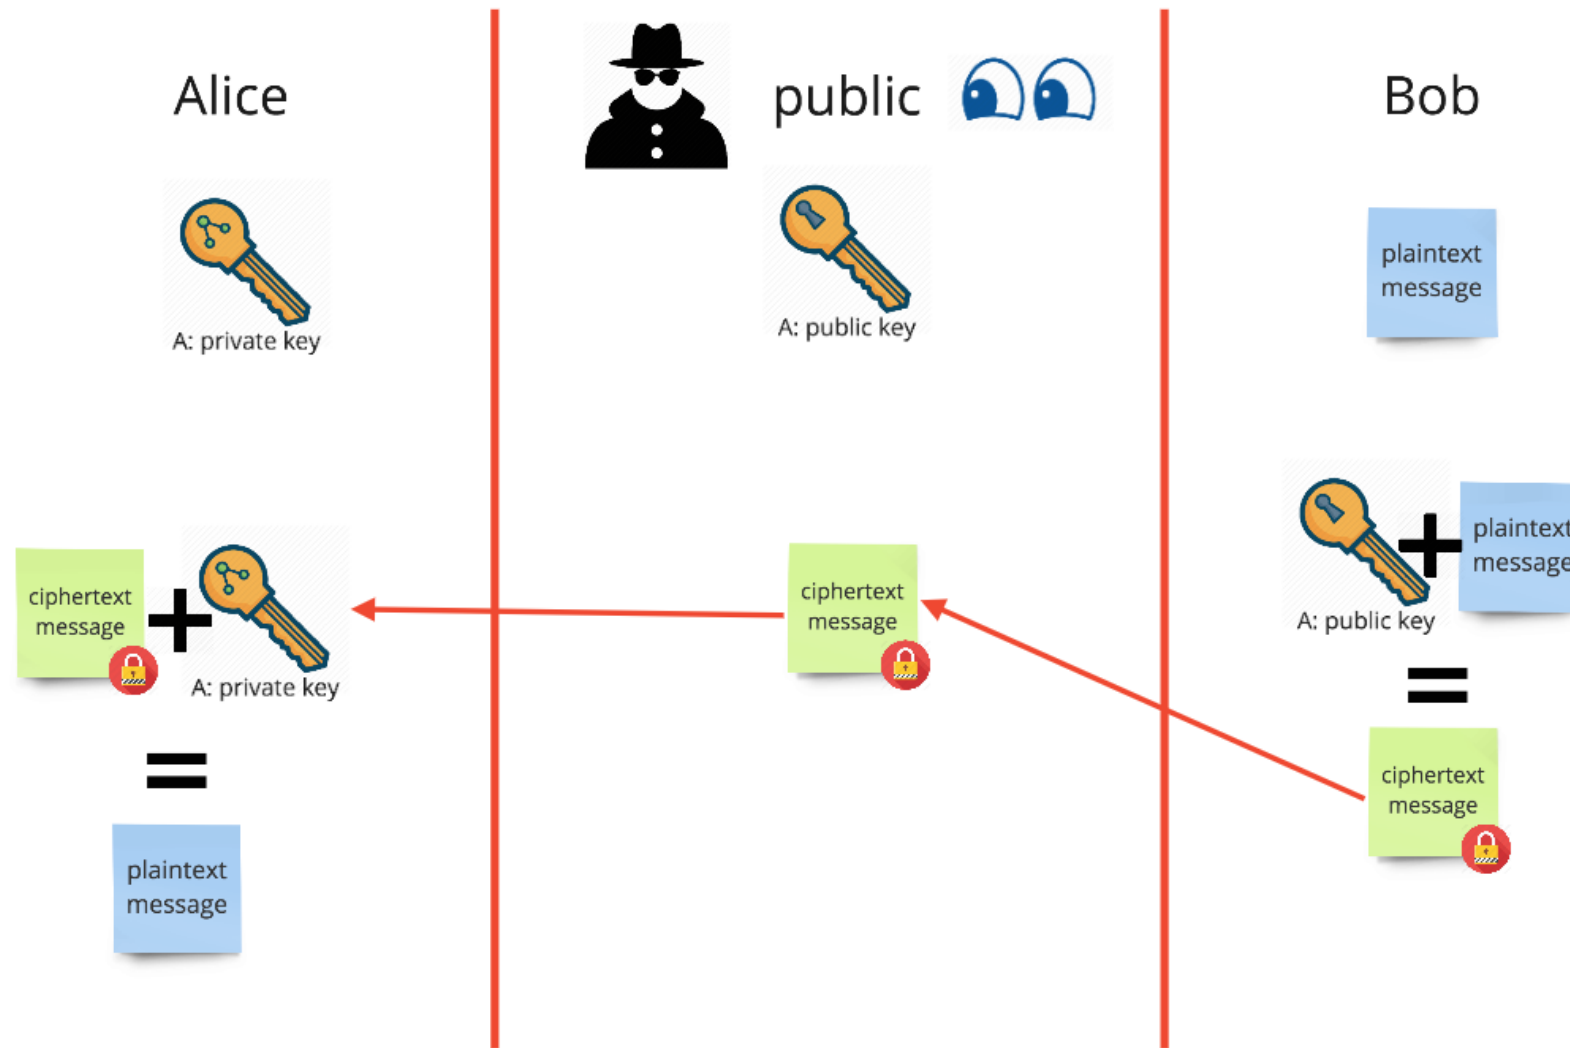 Alice
public
Bob
A: private key
A: public key
plaintext
message
ciphertext
message
A: private key
ciphertext
message
A: public key
plaintext
message
plaintext
message
ciphertext
message